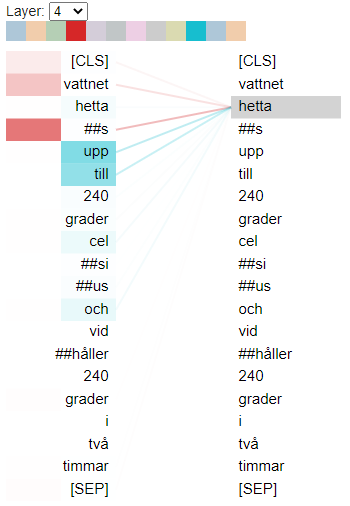 Layer: 4
[CLS] [CLS]
vattnet vattnet
hetta hetta
##s ##s
upp upp
till till
240 240
grader grader
cel cel
##si ##si
##us ##us
och och
vid vid
##håller ##håller
240 240
grader grader
i i
två två
timmar timmar
[SEP] [SEP]